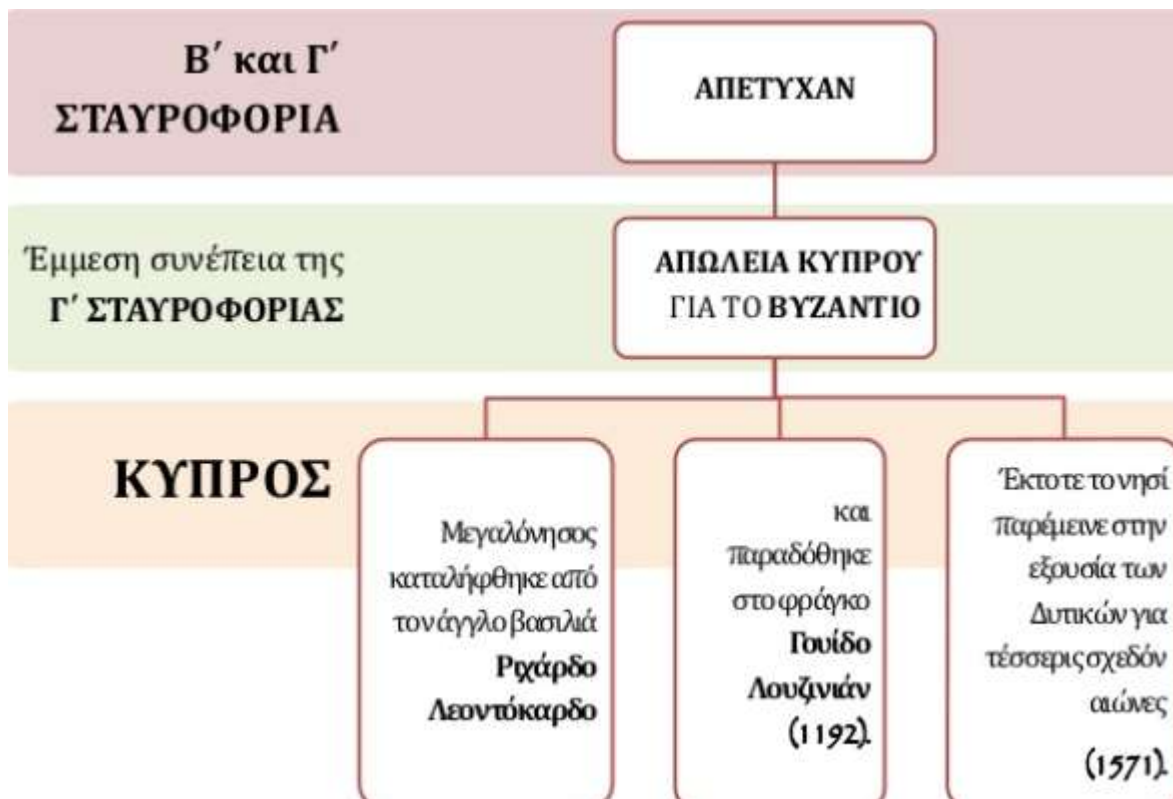 Β΄ και Γ΄
ΣΤΑΥΡΟΦΟΡΙΑ
ΑΠΕΤΥΧΑΝ
Έμμεση συνέπεια της
Γ΄ ΣΤΑΥΡΟΦΟΡΙΑΣ
ΑΠΩΛΕΙΑ ΚΥΠΡΟΥ
ΓΙΑ ΤΟ ΒΥΖΑΝΤΙΟ
ΚΥΠΡΟΣ
Μεγαλόνησος
καταλήφθηκε από
τον άγγλο βασιλιά
Ριχάρδο
Λεοντόκαρδο
και
παραδόθηκε
στο φράγκο
Γουίδο
Λουζινιάν
(1192).
Έκτοτε το νησί
παρέμεινε στην
εξουσία των
Δυτικών για
τέσσερις σχεδόν
αιώνες
(1571).